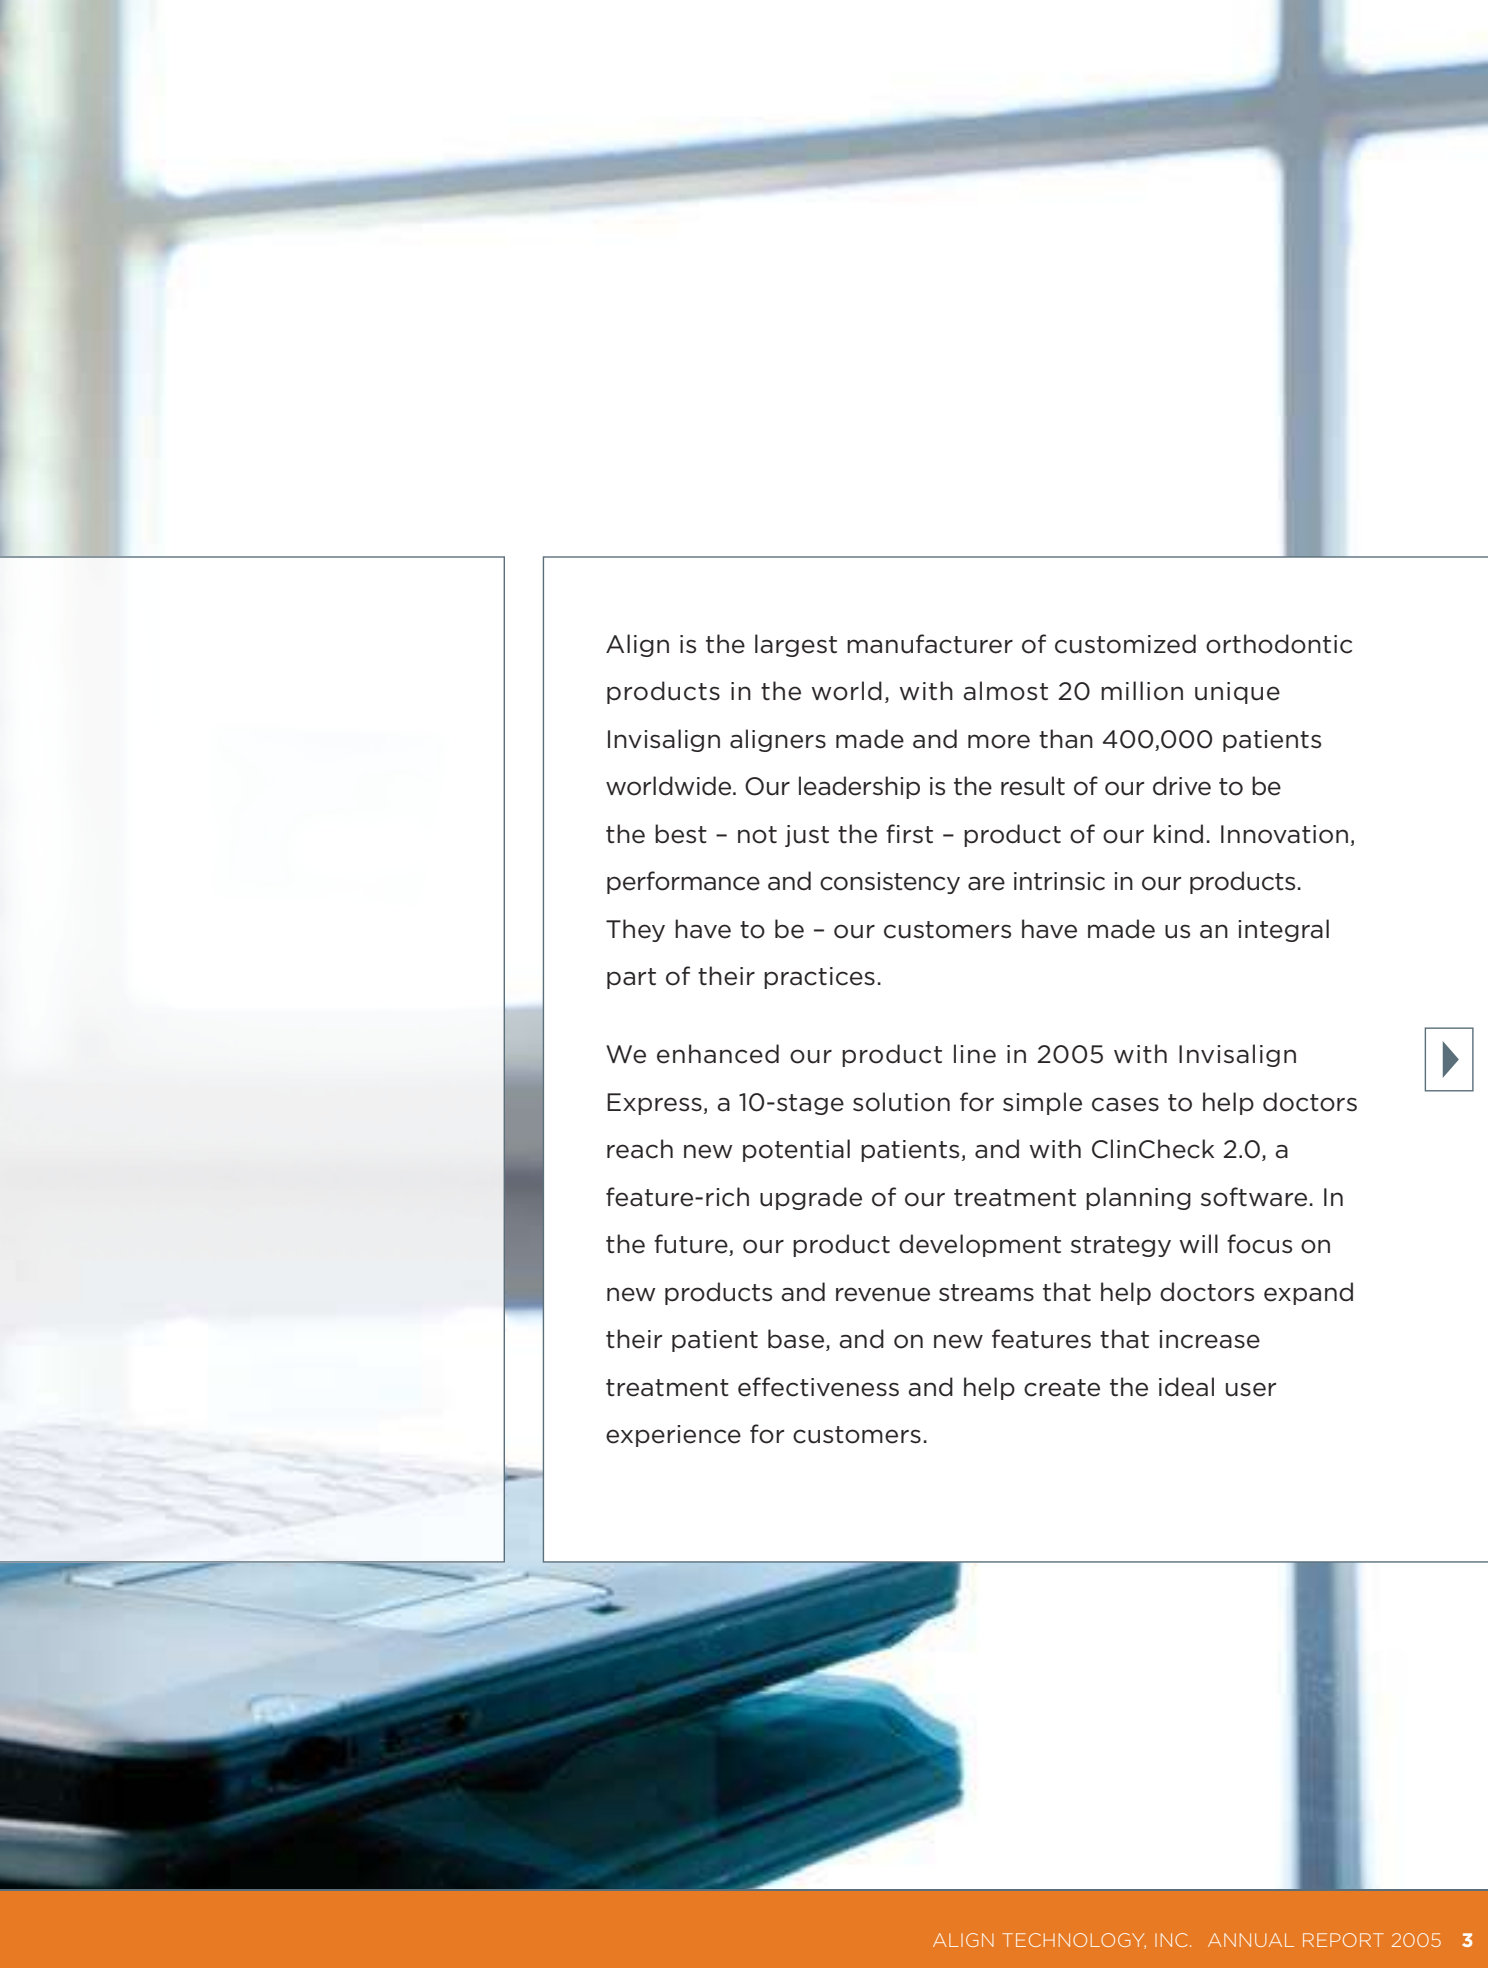 Align is the largest manufacturer of customized orthodontic
products in the world, with almost 20 million unique
Invisalign aligners made and more than 400,000 patients
worldwide. Our leadership is the result of our drive to be
the best – not just the first – product of our kind. Innovation,
performance and consistency are intrinsic in our products.
They have to be – our customers have made us an integral
part of their practices.
We enhanced our product line in 2005 with Invisalign
Express, a 10-stage solution for simple cases to help doctors
reach new potential patients, and with ClinCheck 2.0, a
feature-rich upgrade of our treatment planning software. In
the future, our product development strategy will focus on
new products and revenue streams that help doctors expand
their patient base, and on new features that increase
treatment effectiveness and help create the ideal user
experience for customers.
ALIGN TECHNOLOGY, INC. ANNUAL REPORT 2005 3